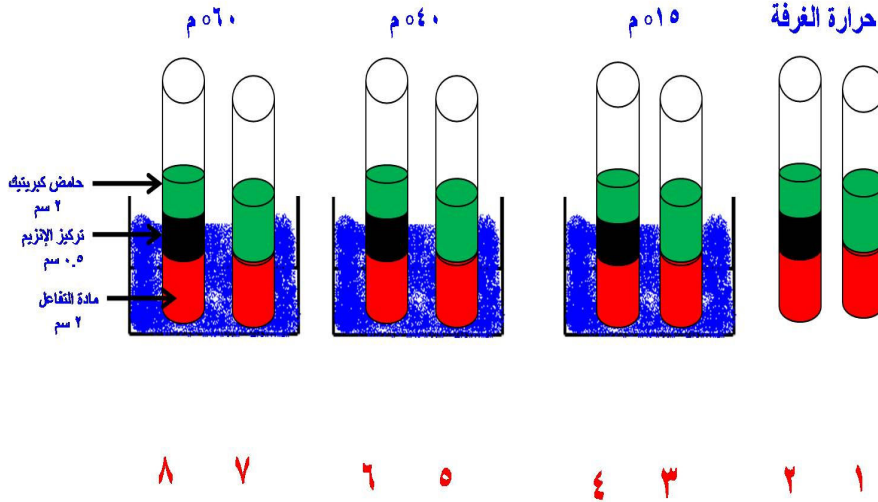 حرارة الغرفة
١٥ ْ م
٤٠ ْ م
٦٠ ْ م
حامض كبريتيك
٢ سم
تركيز الإنزيم
٠.٥ سم
مادة التفاعل
٢ سم
١ ٢ ٣ ٤ ٥ ٦ ٧ ٨